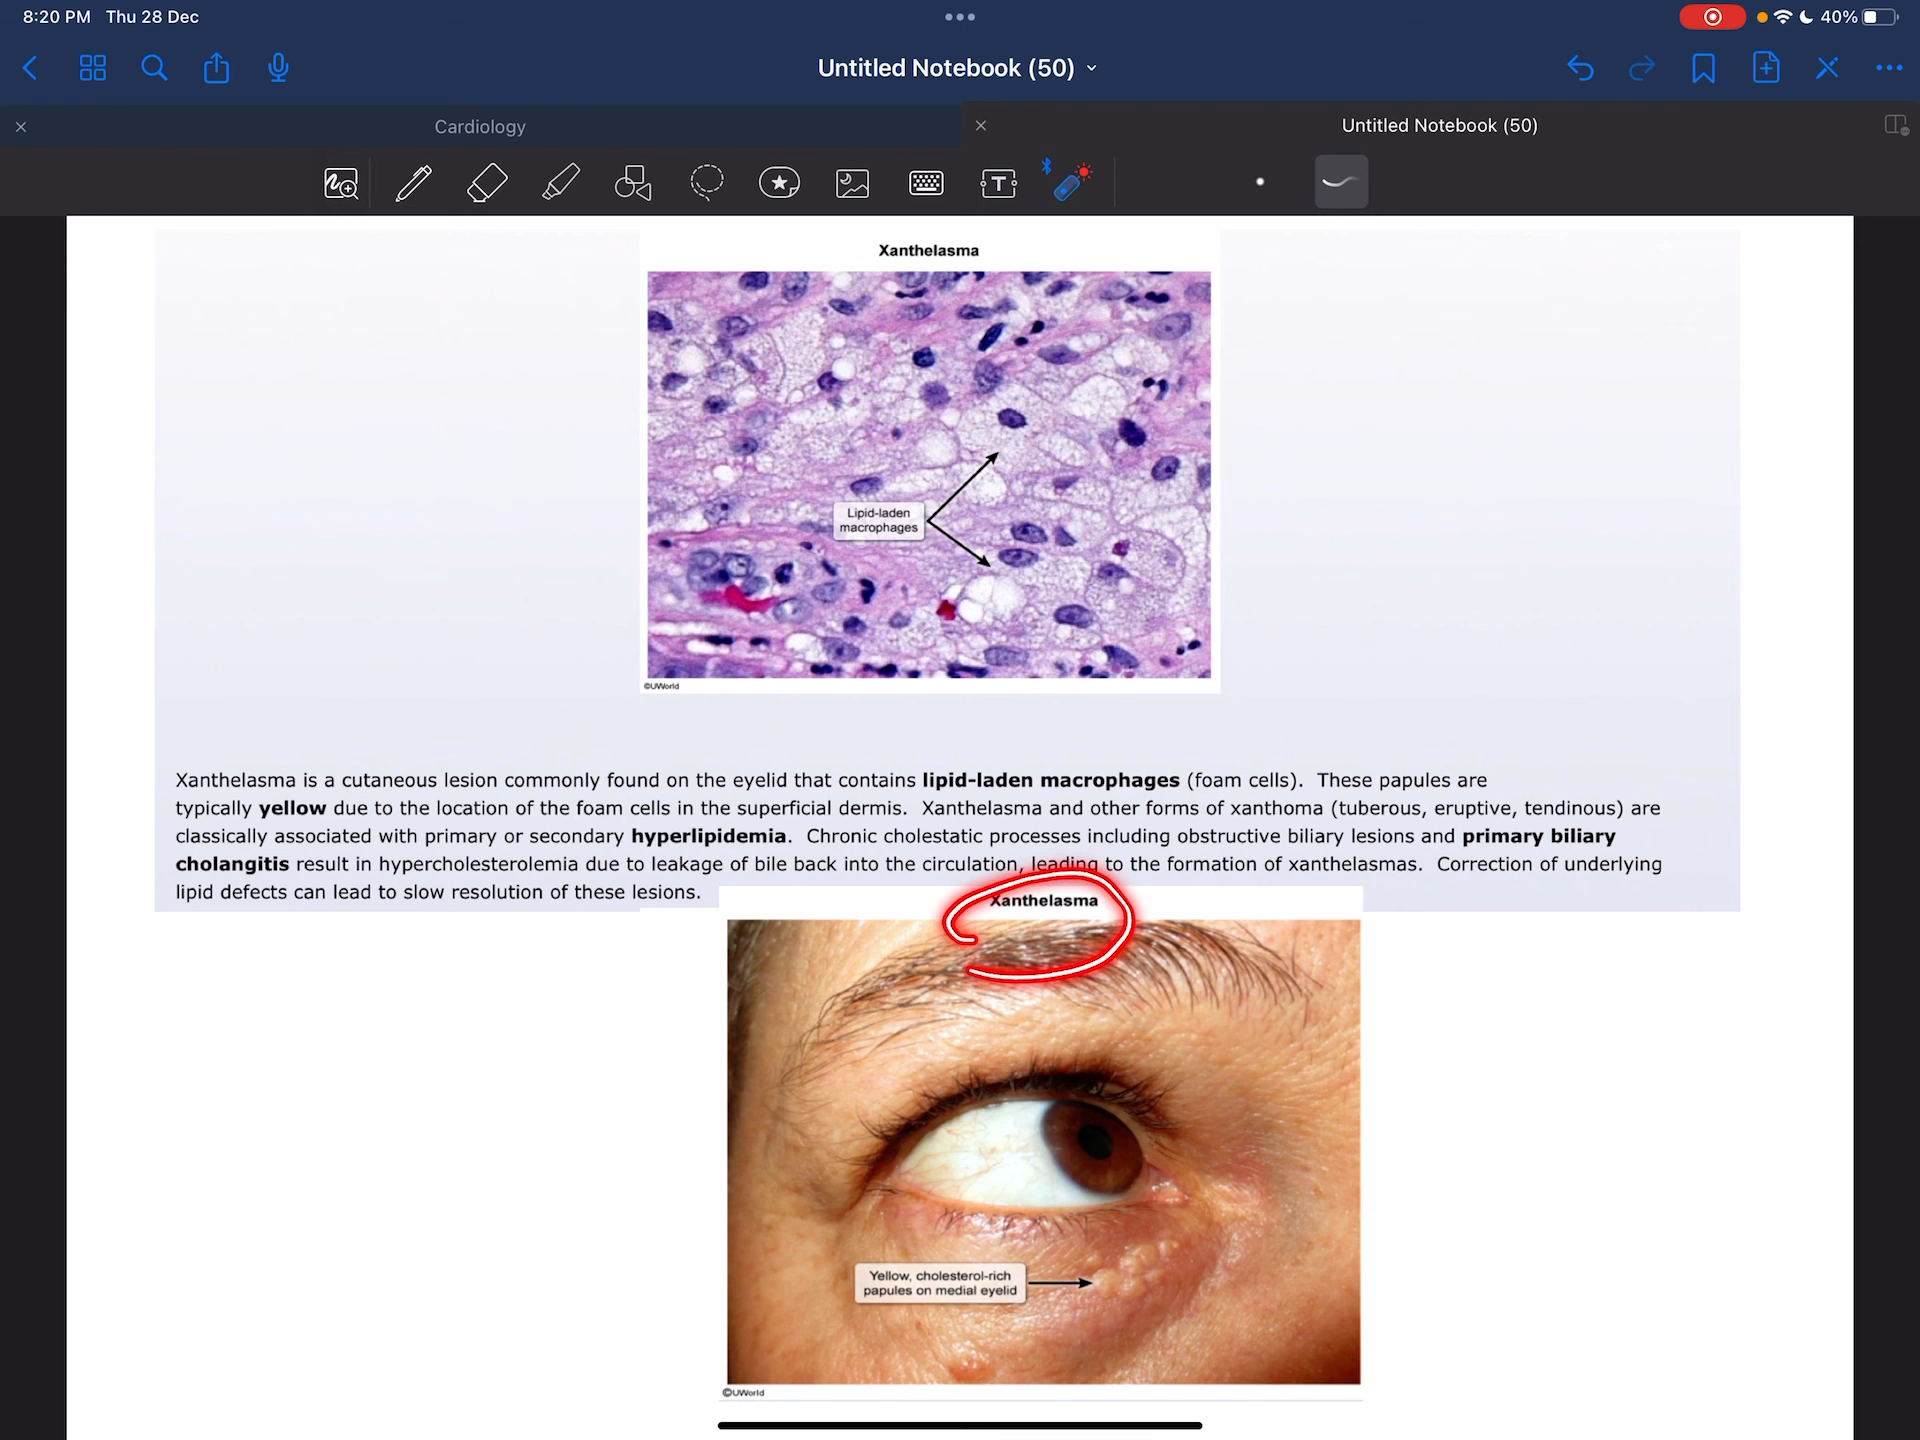 8:20 PM Thu 28 Dec
40%
Untitled Notebook (50)
Cardiology
Untitled Notebook (50)
Xanthelasma
Lipid-laden
macrophages
©UWorld
Xanthelasma is a cutaneous lesion commonly found on the eyelid that contains lipid-laden macrophages (foam cells). These papules are
typically yellow due to the location of the foam cells in the superficial dermis. Xanthelasma and other forms of xanthoma (tuberous, eruptive, tendinous) are
classically associated with primary or secondary hyperlipidemia. Chronic cholestatic processes including obstructive biliary lesions and primary biliary
cholangitis result in hypercholesterolemia due to leakage of bile back into the circulation, leading to the formation of xanthelasmas. Correction of underlying
lipid defects can lead to slow resolution of these lesions.
Xanthelasma
Yellow, cholesterol-rich
papules on medial eyelid
©UWorld